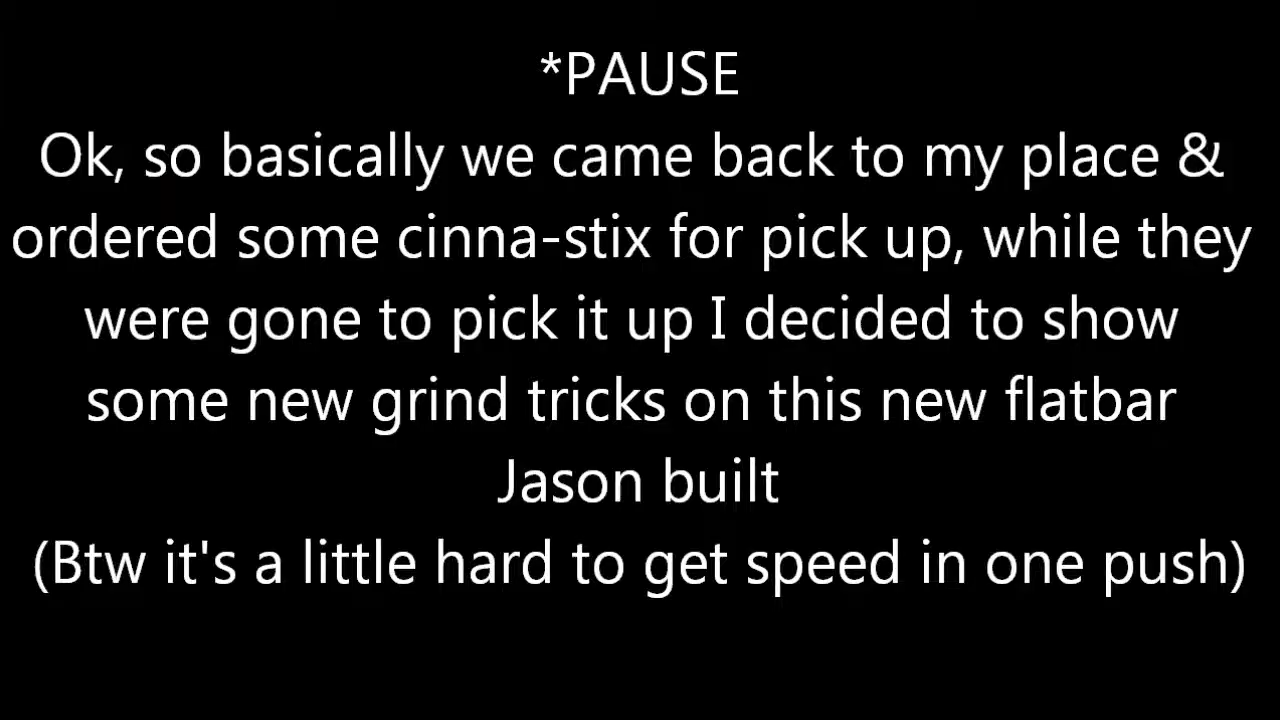 *PAUSE
Ok, so basically we came back to my place &
ordered some cinna-stix for pick up, while they
were gone to pick it up I decided to show
some new grind tricks on this new flatbar
Jason built
(Btw it's a little hard to get speed in one push)